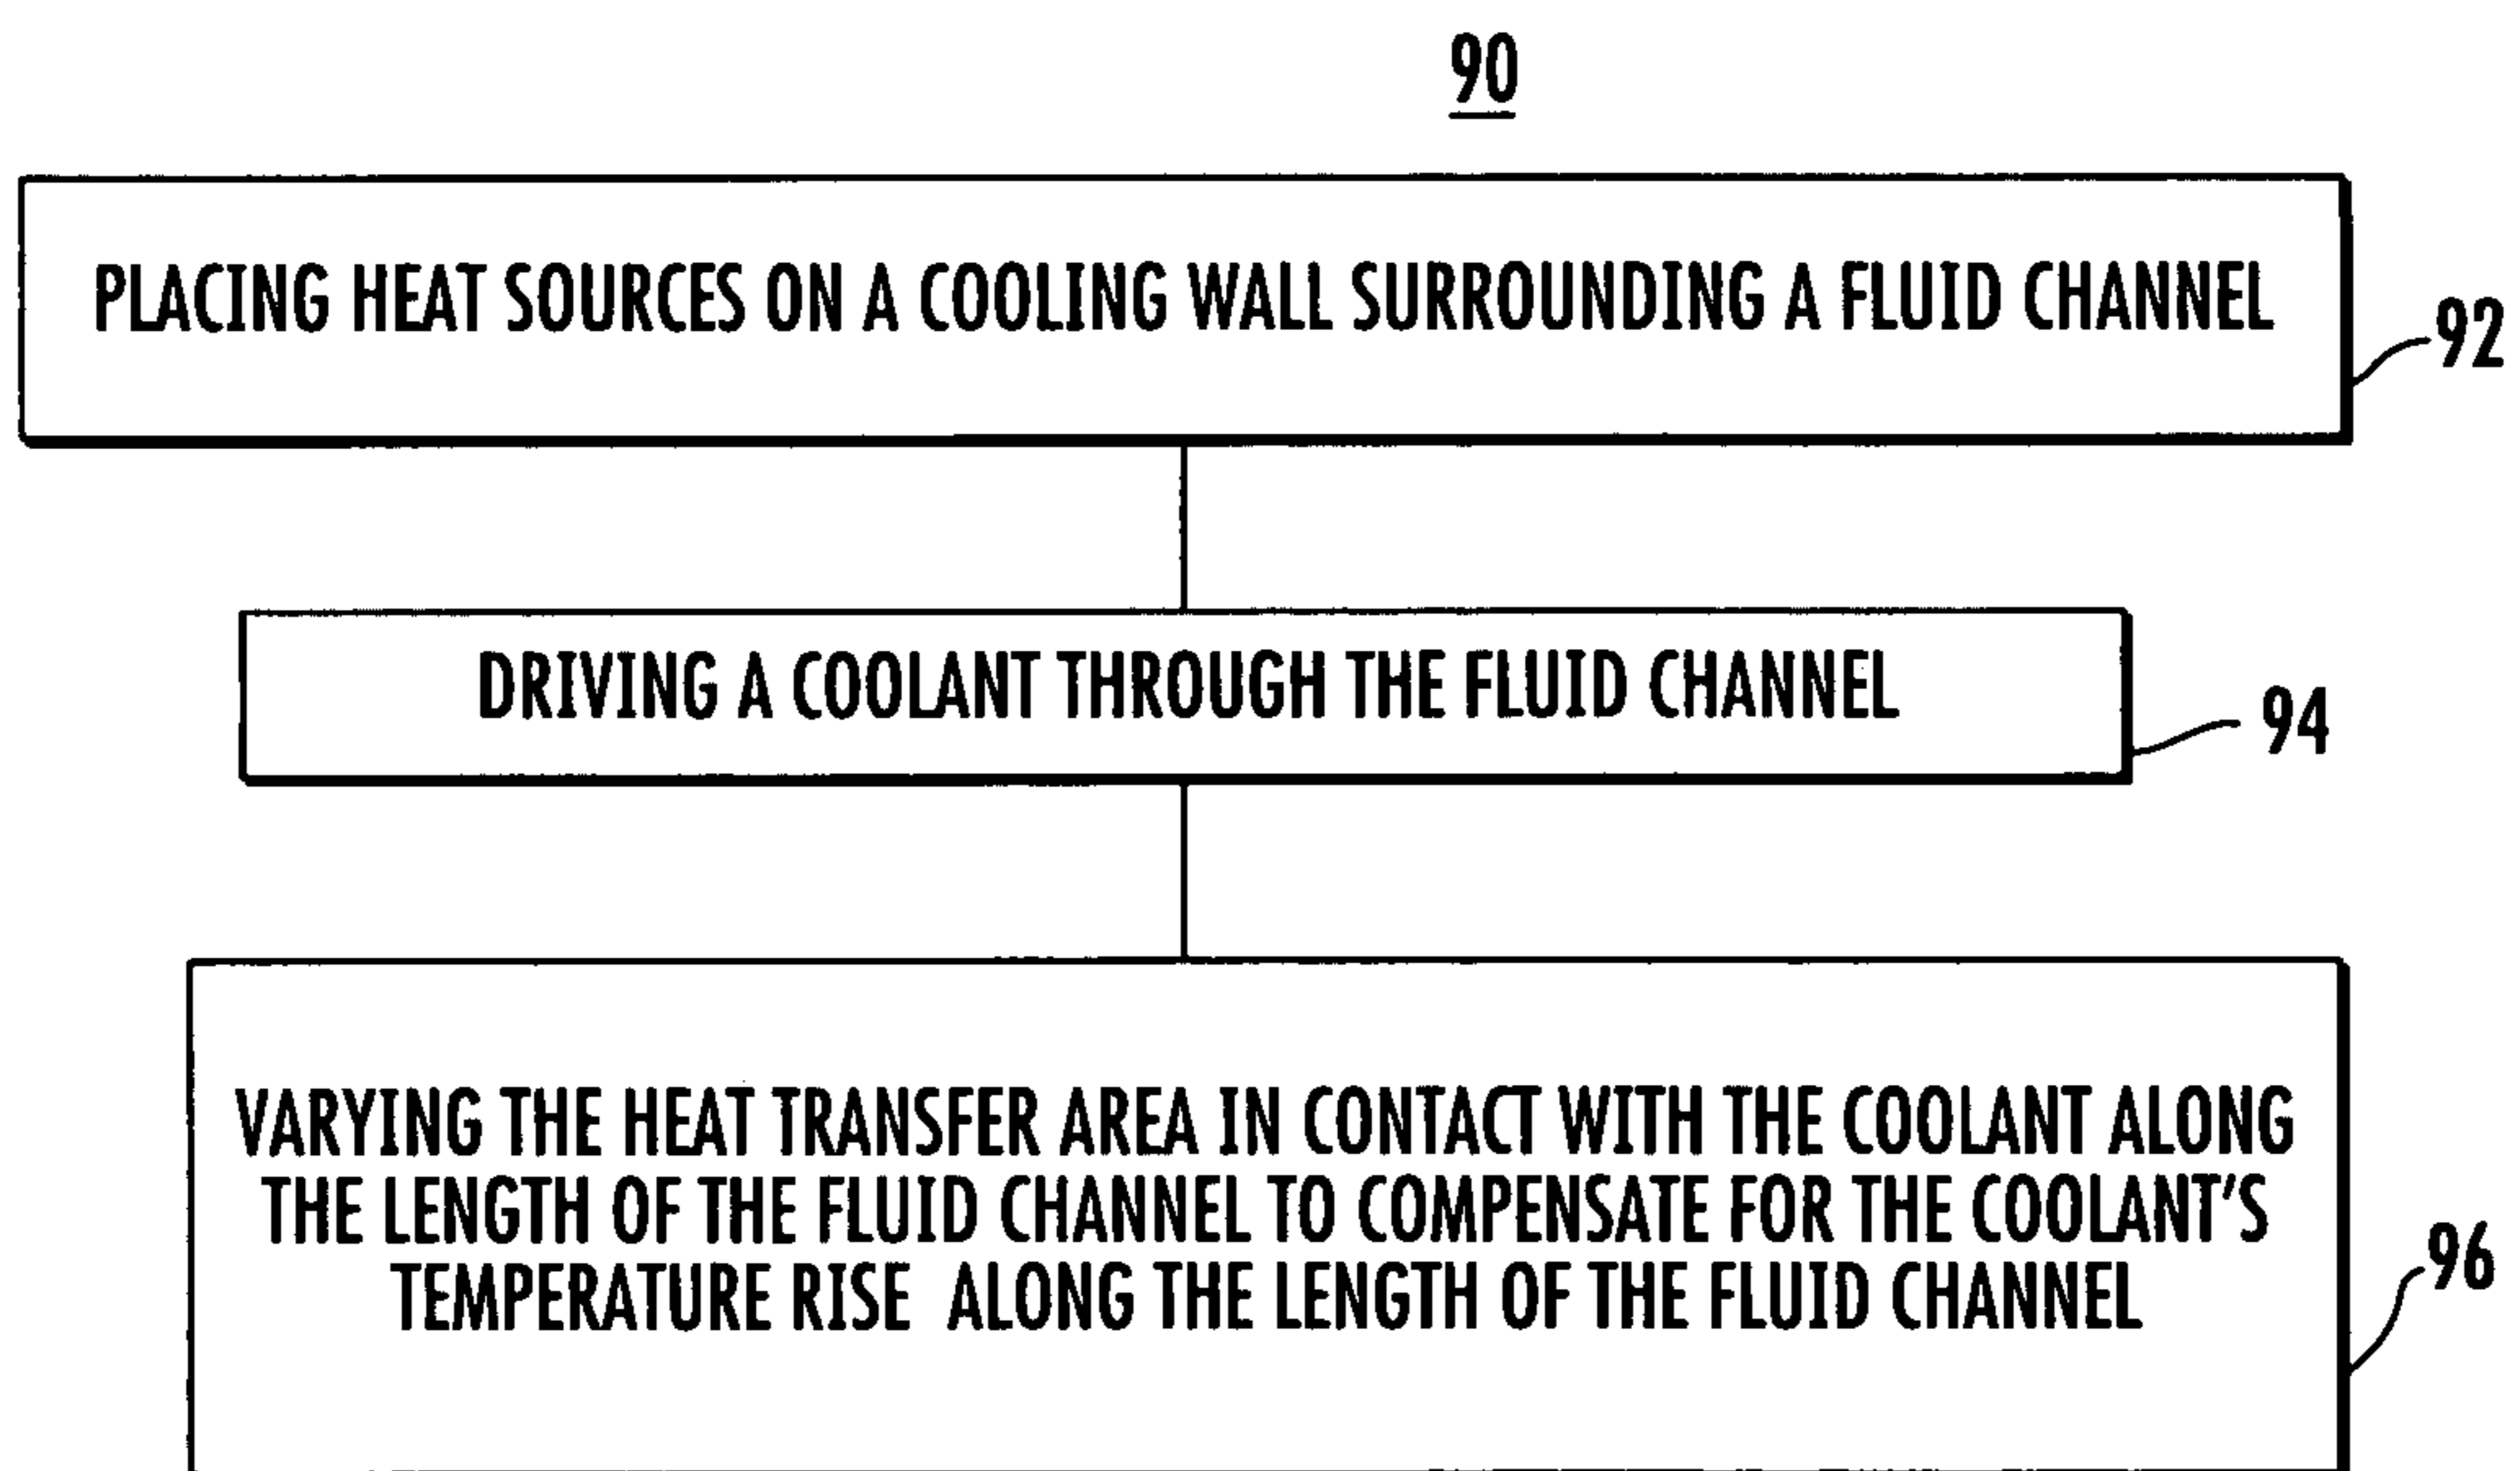 90
PLACING HEAT SOURCES ON A COOLING WALL SURROUNDING A FLUID CHANNEL
92
DRIVING A COOLANT THROUGH THE FLUID CHANNEL
94
VARYING THE HEAT TRANSFER AREA IN CONTACT WITH THE COOLANT ALONG
THE LENGTH OF THE FLUID CHANNEL TO COMPENSATE FOR THE COOLANT'S
TEMPERATURE RISE ALONG THE LENGTH OF THE FLUID CHANNEL
96